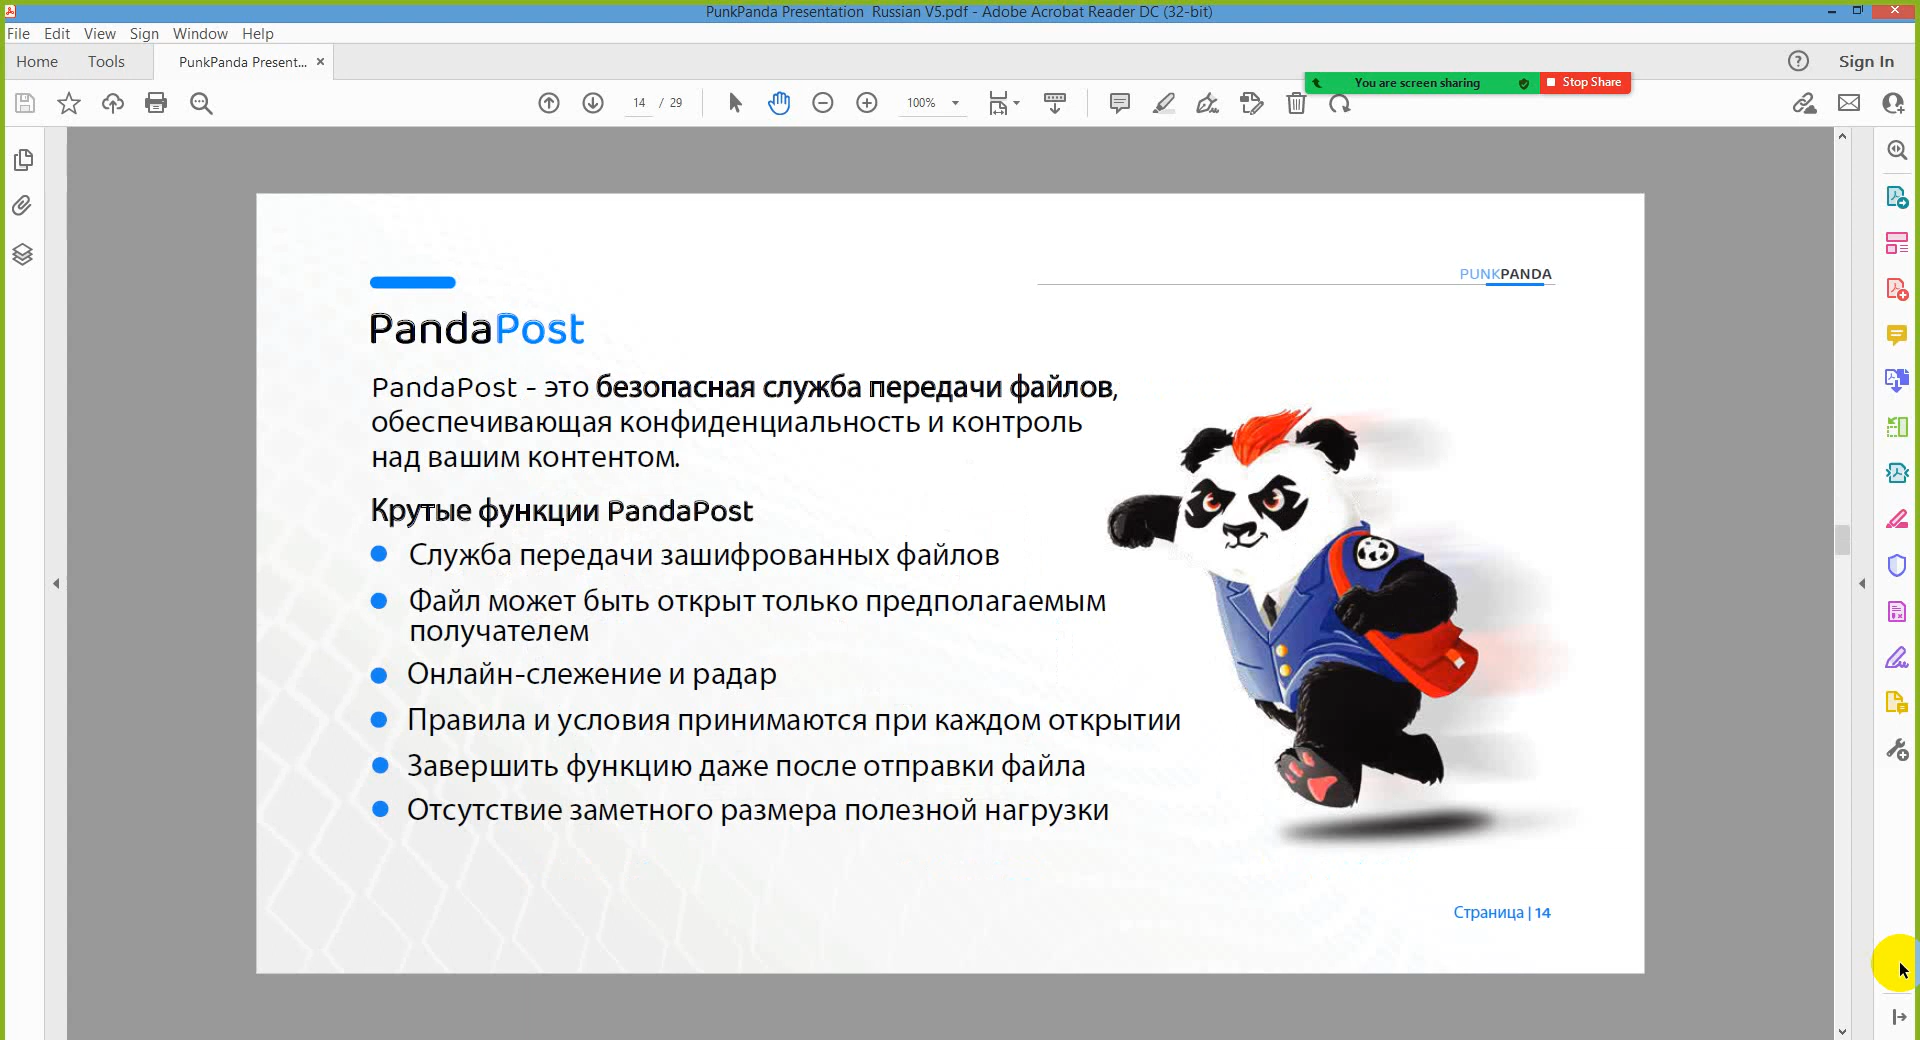 PunkPanda Presentation Russian V5.pdf - Adobe Acrobat Reader DC (32-bit)
File Edit View Sign Window Help
Home Tools PunkPanda Present... × Sign In
You are screen sharing Stop Share
14 / 29 100%
PUNKPANDA
PandaPost
PandaPost - это безопасная служба передачи файлов,
обеспечивающая конфиденциальность и контроль
над вашим контентом.
Крутые функции PandaPost
Служба передачи зашифрованных файлов
Файл может быть открыт только предполагаемым
получателем
Онлайн-слежение и радар
Правила и условия принимаются при каждом открытии
Завершить функцию даже после отправки файла
Отсутствие заметного размера полезной нагрузки
Страница | 14